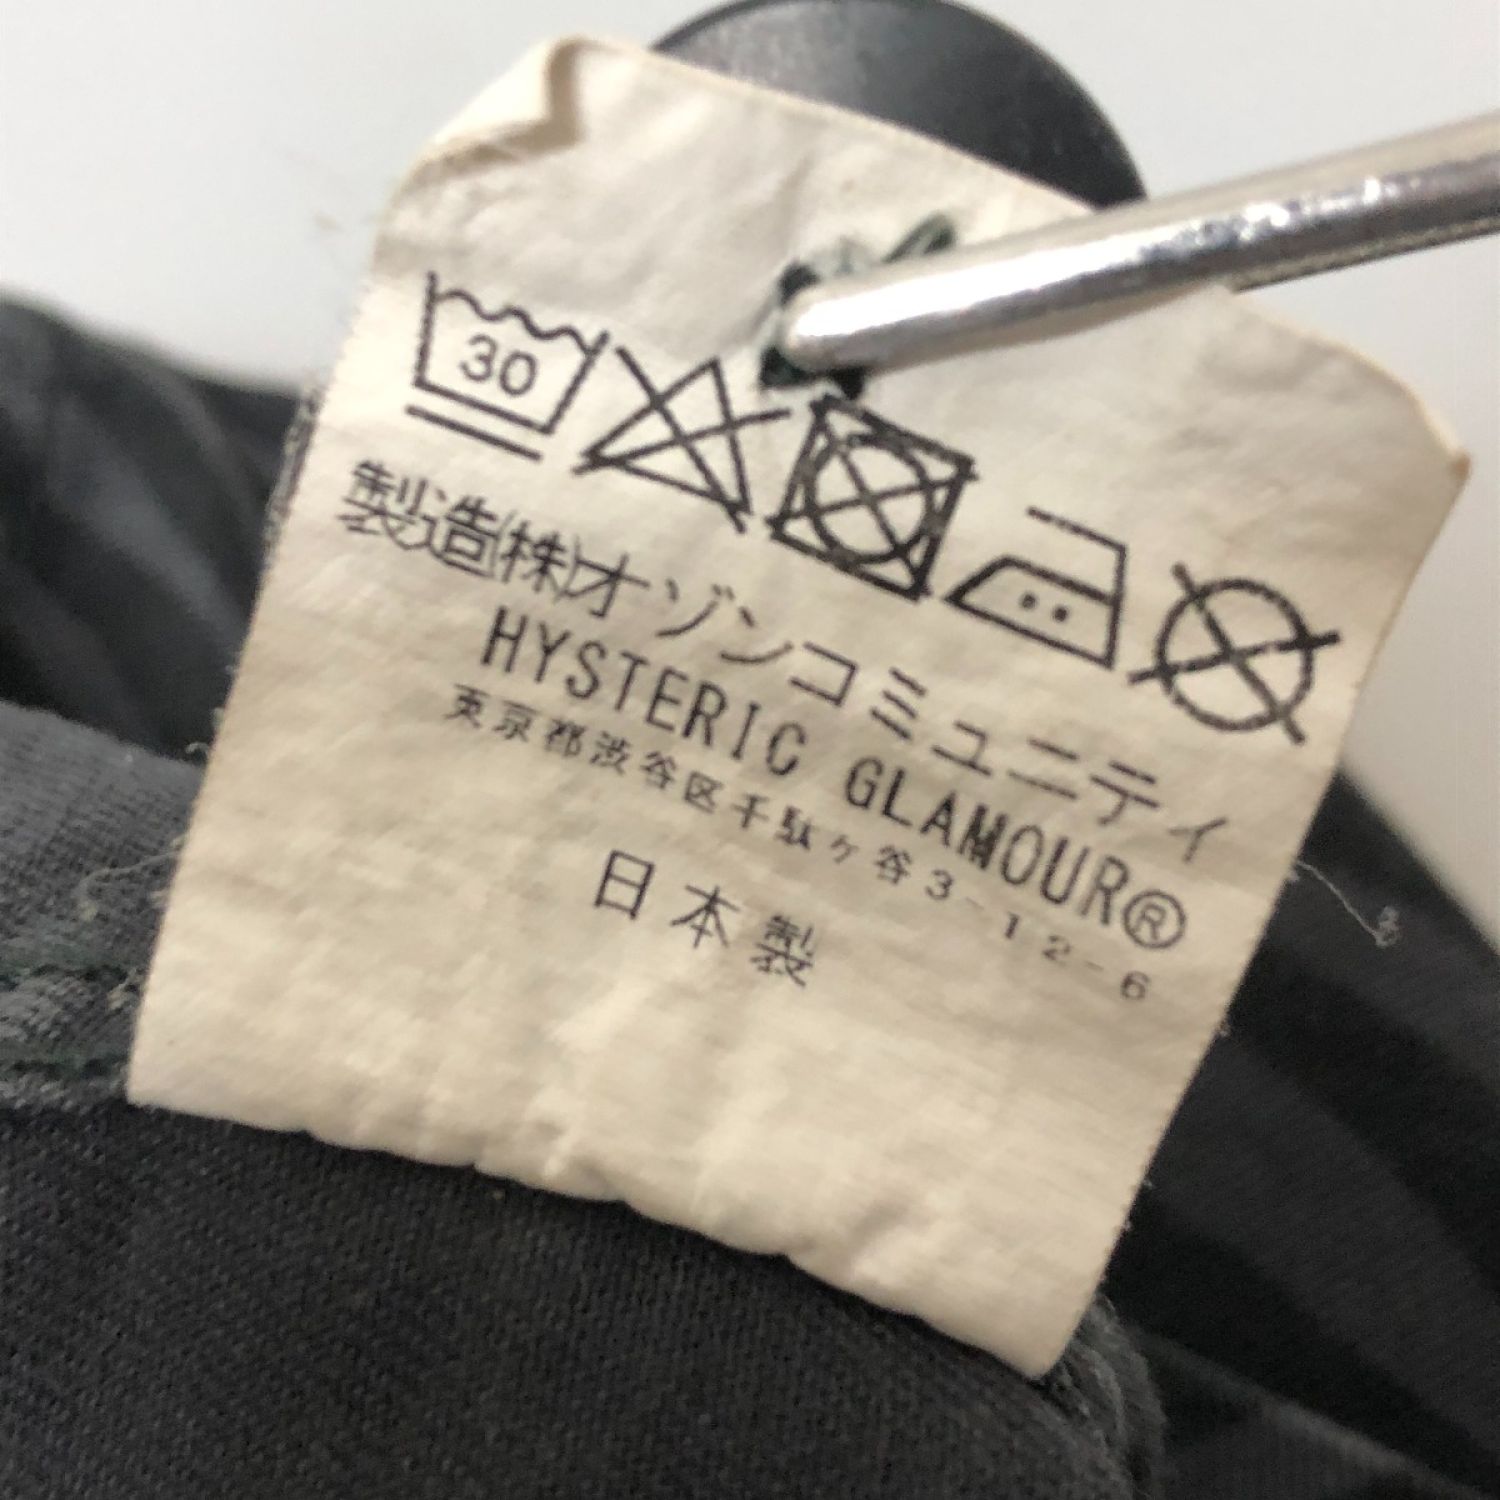 30
製造(株)オゾンコミュニティ
HYSTERIC GLAMOUR®
東京都渋谷区千駄ヶ谷3-12-6
日本製